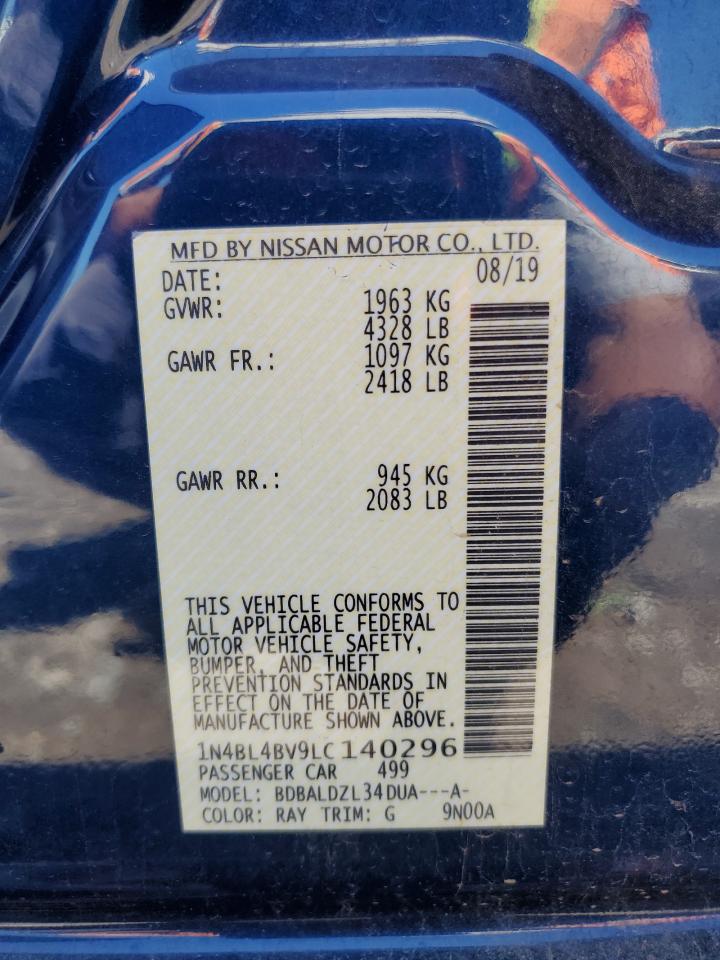 MFD BY NISSAN MOTOR CO., LTD.
DATE: 08/19
GVWR: 1963 KG
4328 LB
GAWR FR.: 1097 KG
2418 LB
GAWR RR.: 945 KG
2083 LB
THIS VEHICLE CONFORMS TO
ALL APPLICABLE FEDERAL
MOTOR VEHICLE SAFETY,
BUMPER, AND THEFT
PREVENTION STANDARDS IN
EFFECT ON THE DATE OF
MANUFACTURE SHOWN ABOVE.
1N4BL4BV9LC140296
PASSENGER CAR 499
MODEL: BDBALDZL34DUA---A-
COLOR: RAY TRIM: G 9N00A